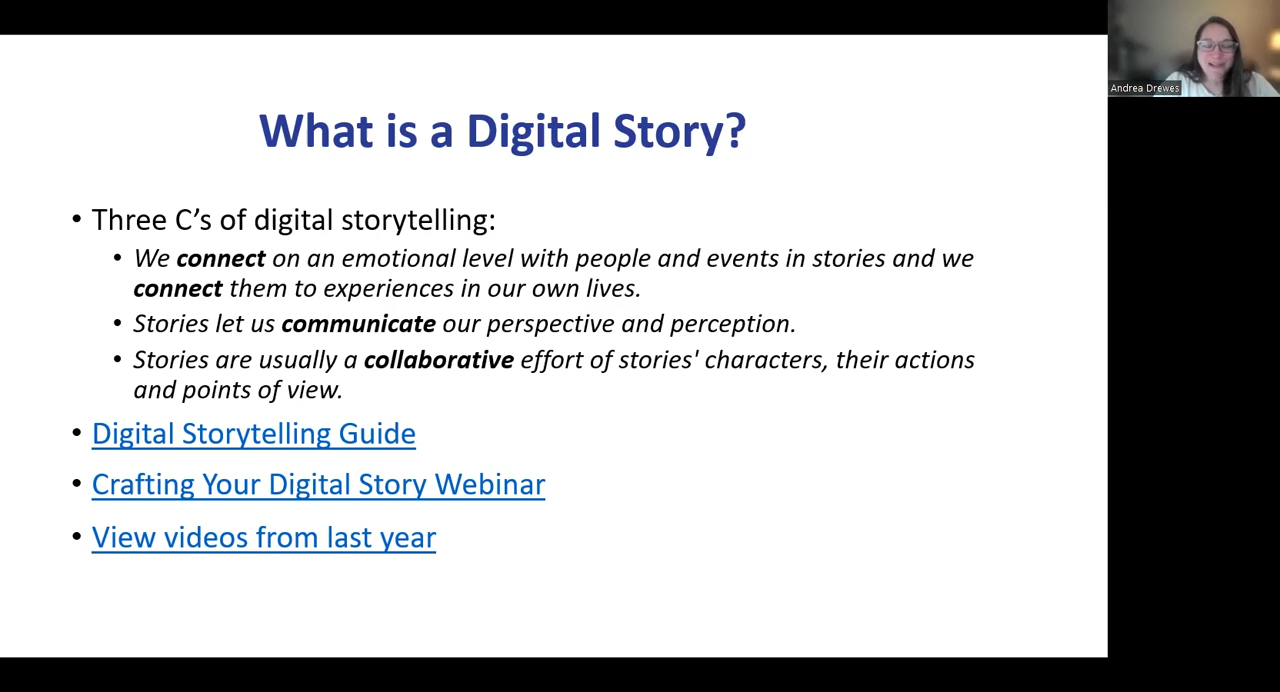 What is a Digital Story?
• Three C’s of digital storytelling:
• We connect on an emotional level with people and events in stories and we
connect them to experiences in our own lives.
• Stories let us communicate our perspective and perception.
• Stories are usually a collaborative effort of stories' characters, their actions
and points of view.
• Digital Storytelling Guide
• Crafting Your Digital Story Webinar
• View videos from last year
Andrea Drewes